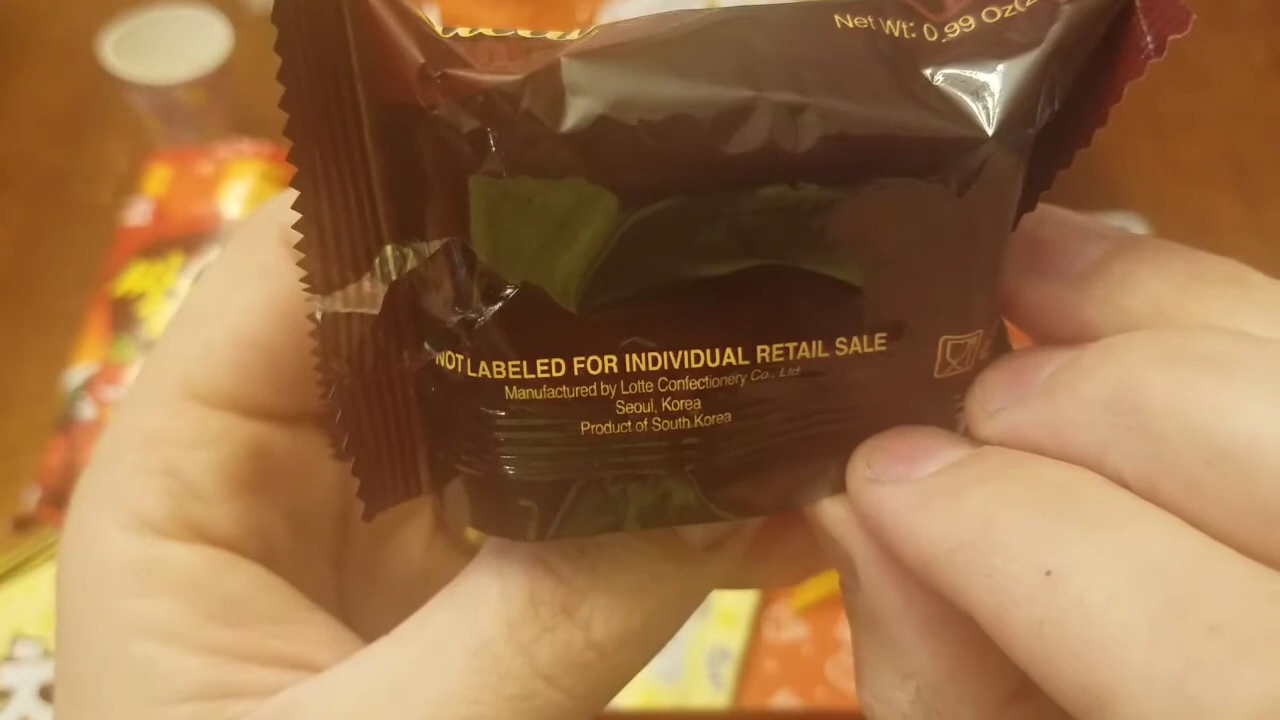 Net Wt: 0.99 Oz(
NOT LABELED FOR INDIVIDUAL RETAIL SALE
Manufactured by Lotte Confectionery Co., Ltd
Seoul, Korea
Product of South Korea